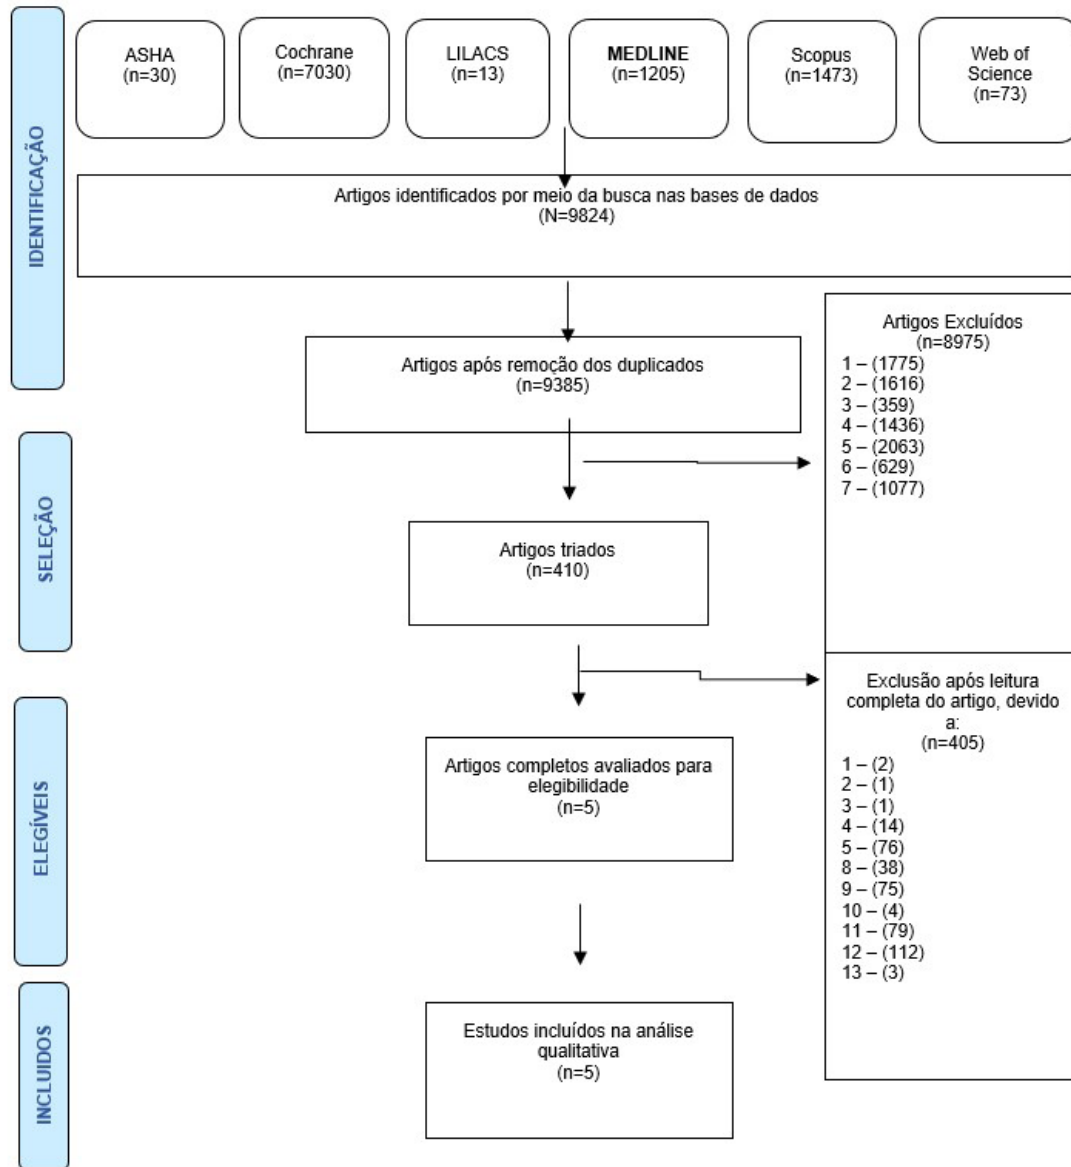 IDENTIFICAÇÃO
ASHA
(n=30)
Cochrane
(n=7030)
LILACS
(n=13)
MEDLINE
(n=1205)
Scopus
(n=1473)
Web of
Science
(n=73)
Artigos identificados por meio da busca nas bases de dados
(N=9824)
Artigos após remoção dos duplicados
(n=9385)
Artigos Excluídos
(n=8975)
1 – (1775)
2 – (1616)
3 – (359)
4 – (1436)
5 – (2063)
6 – (629)
7 – (1077)
SELEÇÃO
Artigos triados
(n=410)
Exclusão após leitura
completa do artigo, devido
a:
(n=405)
1 – (2)
2 – (1)
3 – (1)
4 – (14)
5 – (76)
8 – (38)
9 – (75)
10 – (4)
11 – (79)
12 – (112)
13 – (3)
ELEGÍVEIS
Artigos completos avaliados para
elegibilidade
(n=5)
INCLUIDOS
Estudos incluídos na análise
qualitativa
(n=5)